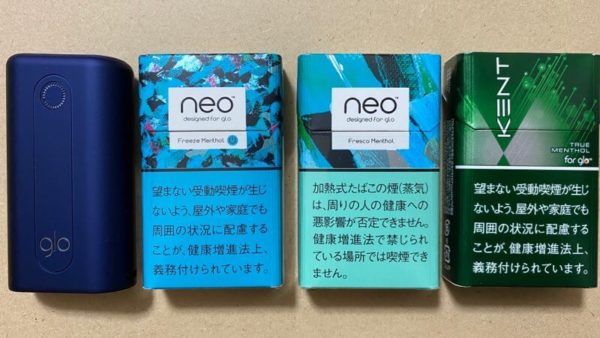 glo
neo™
designed for glo
Freeze Menthol
望まない受動喫煙が生じ
ないよう、屋外や家庭でも
周囲の状況に配慮する
ことが、健康増進法上、
義務付けられています。
neo™
designed for glo
Fresco Menthol
加熱式たばこの煙(蒸気)
は、周りの人の健康への
悪影響が否定できません。
健康増進法で禁じられ
ている場所では喫煙でき
ません。
KENT
TRUE
MENTHOL
for glo™
望まない受動喫煙が生じ
ないよう、屋外や家庭でも
周囲の状況に配慮する
ことが、健康増進法上、
義務付けられています。